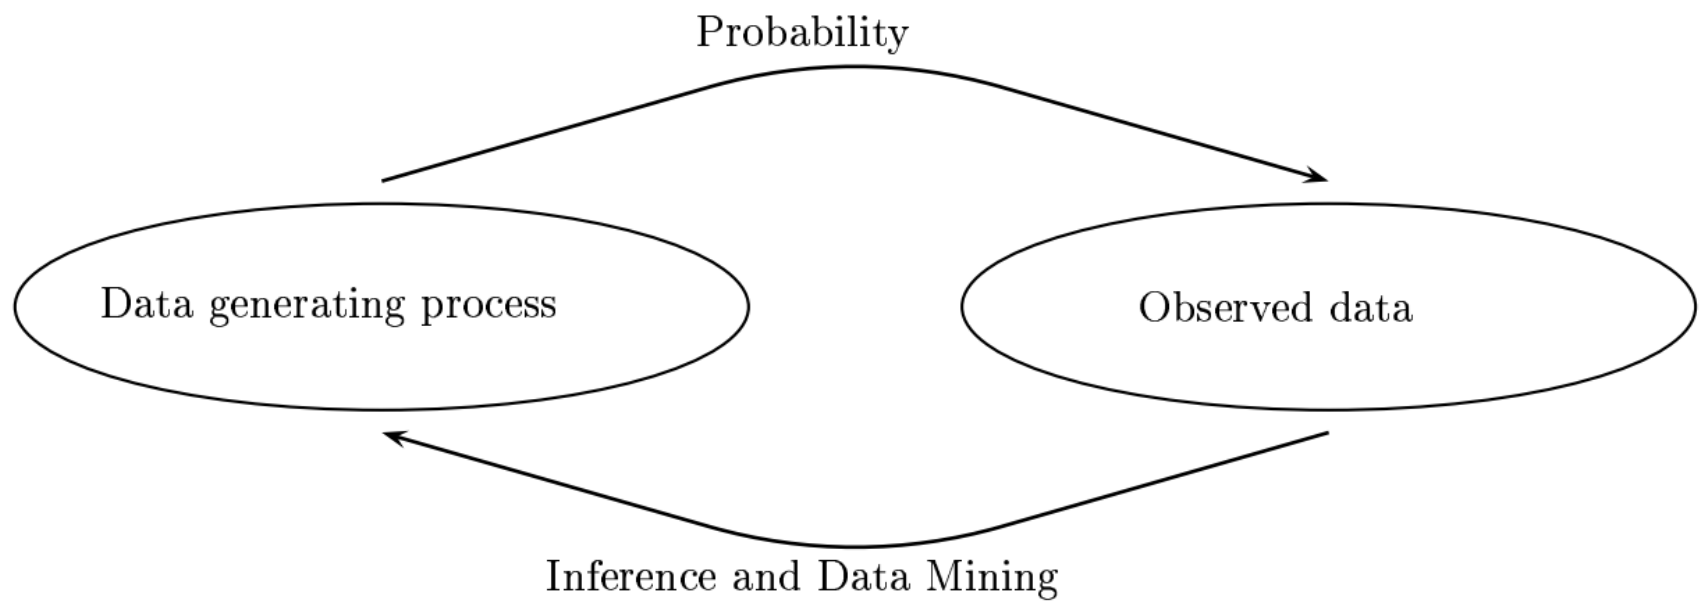 Probability
Data generating process
Observed data
Inference and Data Mining